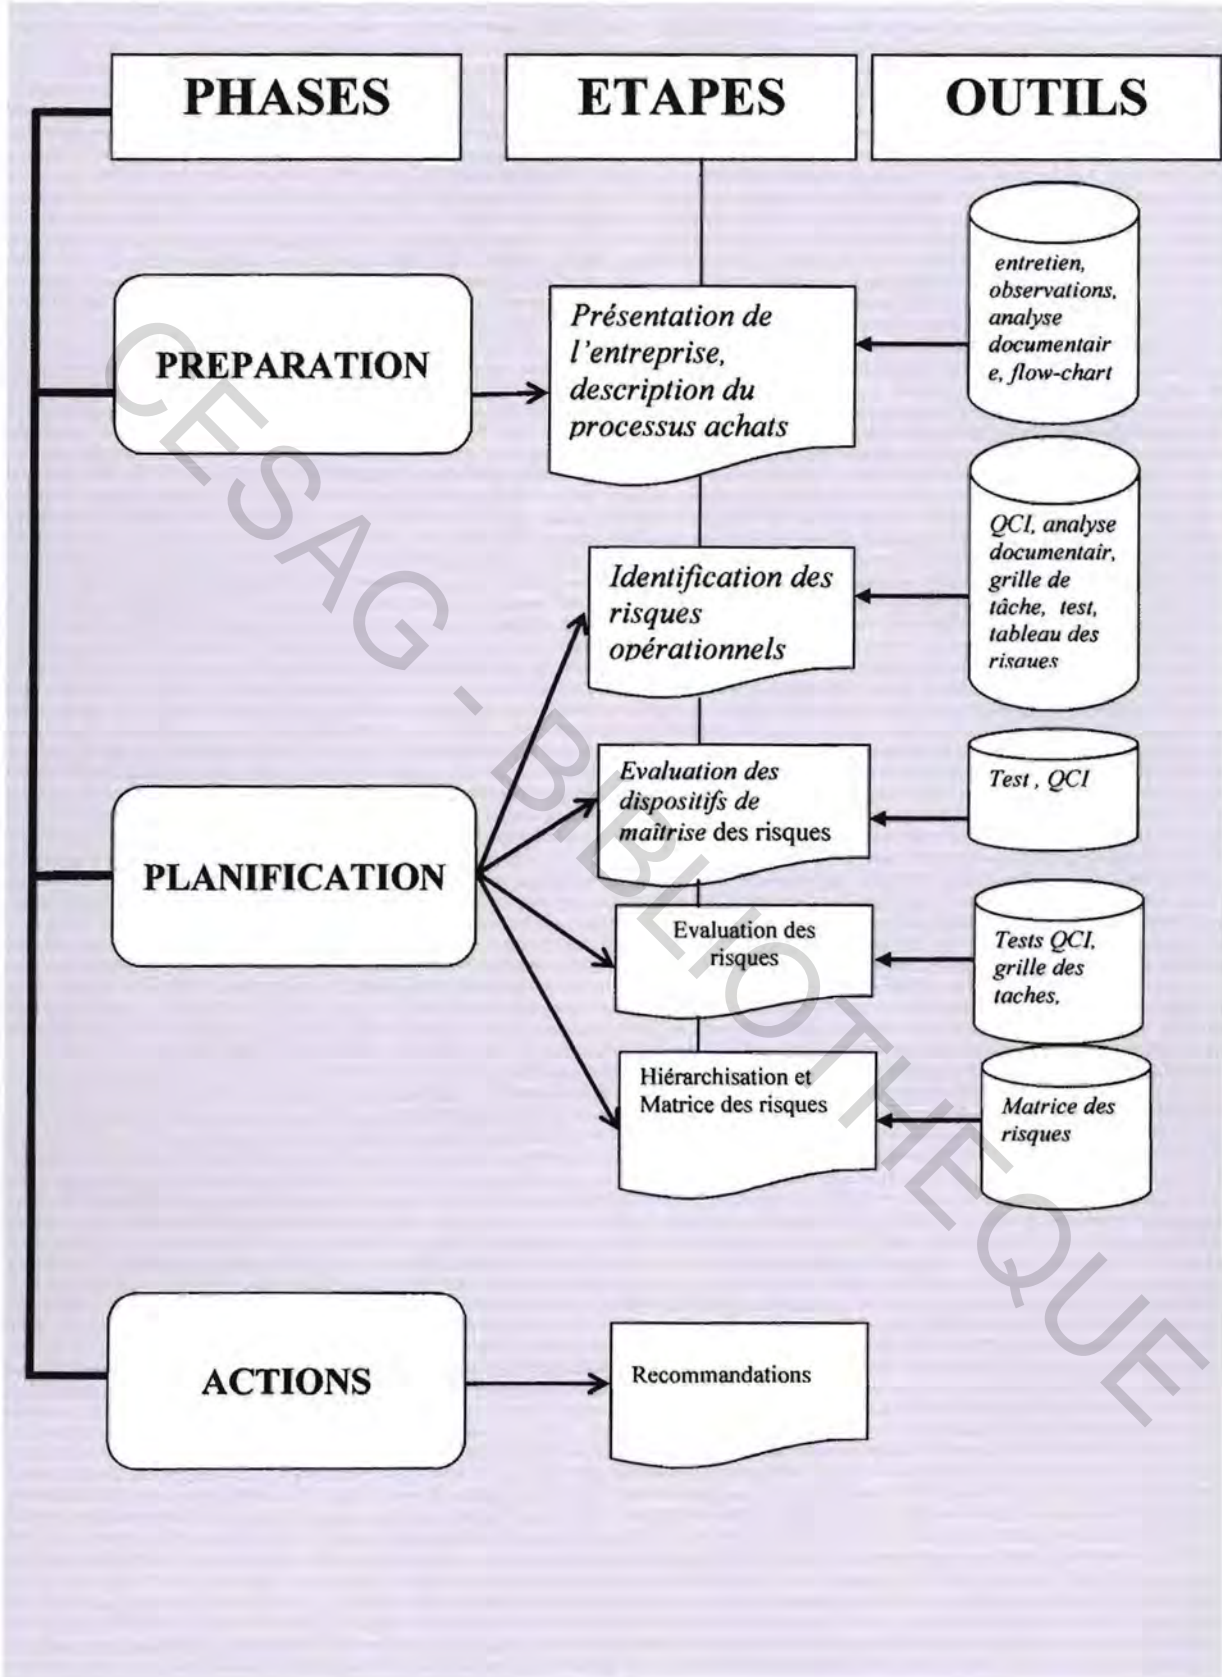 PHASES
ETAPES
OUTILS
entretien,
observations,
analyse
documentair
e, flow-chart
PREPARATION
Présentation de
l'entreprise,
description du
processus achats
QCI, analyse
documentair,
grille de
tâche, test,
tableau des
risques
Identification des
risques
opérationnels
Evaluation des
dispositifs de
maîtrise des risques
Test , QCI
PLANIFICATION
Evaluation des
risques
Tests QCI,
grille des
taches,
Hiérarchisation et
Matrice des risques
Matrice des
risques
ACTIONS
Recommandations
CESAG - BIBLIOTHEQUE